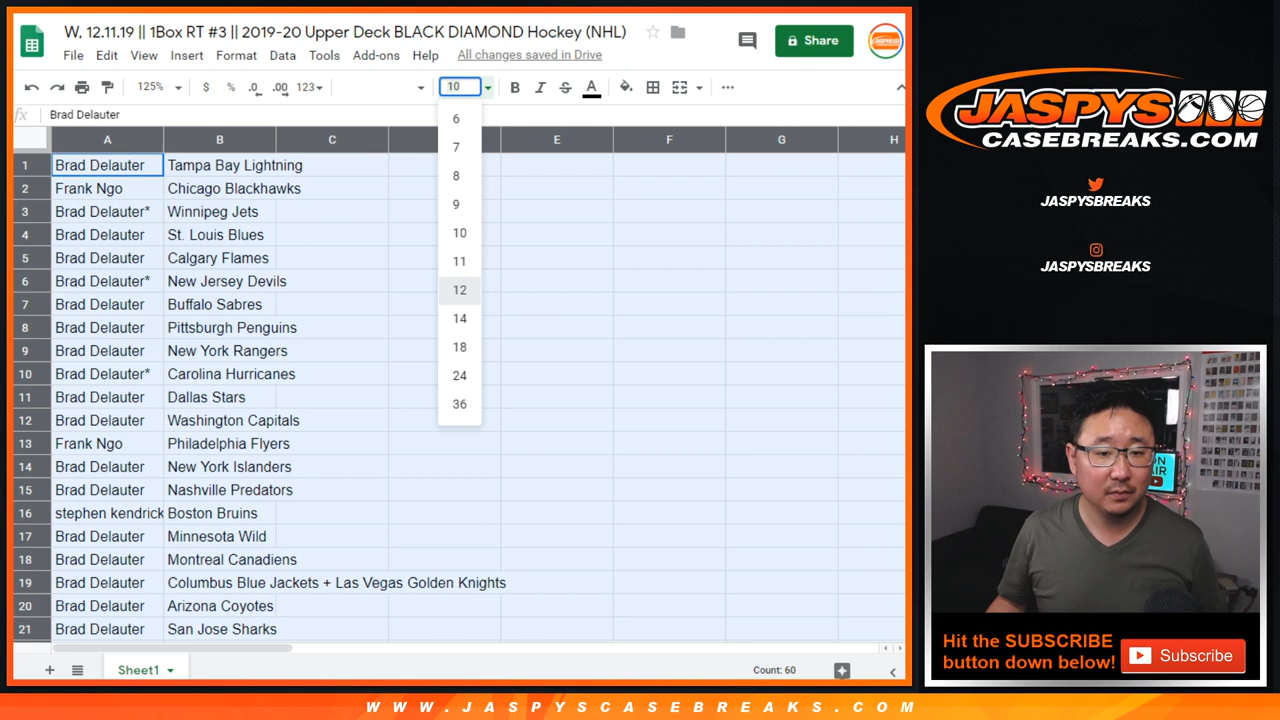 W, 12.11.19 || 1Box RT #3 || 2019-20 Upper Deck BLACK DIAMOND Hockey (NHL)
File Edit View Insert Format Data Tools Add-ons Help All changes saved in Drive
Share
125% $ % .0 .00 123 10 B I S A
fx Brad Delauter
A B C E F G H
1 Brad Delauter Tampa Bay Lightning
2 Frank Ngo Chicago Blackhawks
3 Brad Delauter* Winnipeg Jets
4 Brad Delauter St. Louis Blues
5 Brad Delauter Calgary Flames
6 Brad Delauter* New Jersey Devils
7 Brad Delauter Buffalo Sabres
8 Brad Delauter Pittsburgh Penguins
9 Brad Delauter New York Rangers
10 Brad Delauter* Carolina Hurricanes
11 Brad Delauter Dallas Stars
12 Brad Delauter Washington Capitals
13 Frank Ngo Philadelphia Flyers
14 Brad Delauter New York Islanders
15 Brad Delauter Nashville Predators
16 stephen kendrick Boston Bruins
17 Brad Delauter Minnesota Wild
18 Brad Delauter Montreal Canadiens
19 Brad Delauter Columbus Blue Jackets + Las Vegas Golden Knights
20 Brad Delauter Arizona Coyotes
21 Brad Delauter San Jose Sharks
6
7
8
9
10
11
12
14
18
24
36
Sheet1
Count: 60
JASPYS
CASEBREAKS.COM
JASPYSBREAKS
JASPYSBREAKS
ON
AIR
Hit the SUBSCRIBE
button down below!
Subscribe
WWW.JASPYSCASEBREAKS.COM